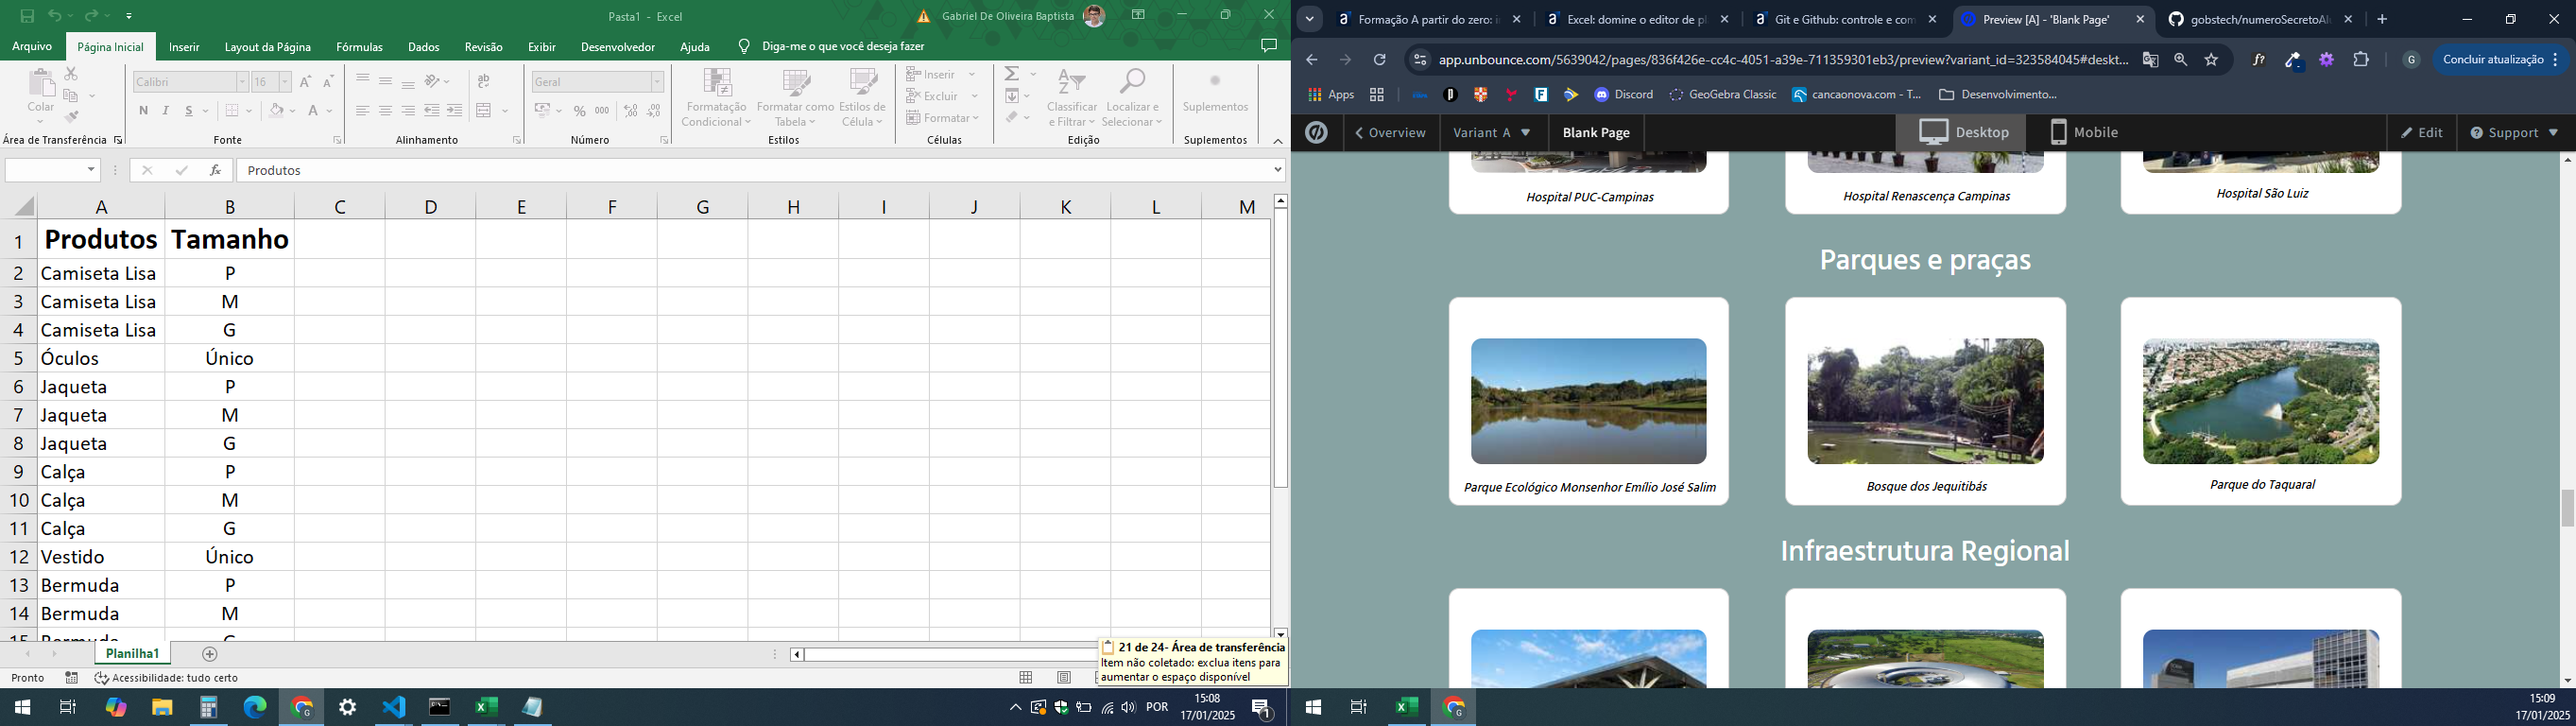 Pasta1 - Excel
Gabriel De Oliveira Baptista
Arquivo
Página Inicial
Inserir
Layout da Página
Fórmulas
Dados
Revisão
Exibir
Desenvolvedor
Ajuda
Diga-me o que você deseja fazer
Colar
Área de Transferência
Calibri
16
N I S
Fonte
Alinhamento
Geral
% 000
Número
Formatação Condicional
Formatar como Tabela
Estilos de Célula
Estilos
Inserir
Excluir
Formatar
Células
Classificar e Filtrar
Localizar e Selecionar
Edição
Suplementos
Suplementos
fx
Produtos
A B C D E F G H I J K L M
1 Produtos Tamanho
2 Camiseta Lisa P
3 Camiseta Lisa M
4 Camiseta Lisa G
5 Óculos Único
6 Jaqueta P
7 Jaqueta M
8 Jaqueta G
9 Calça P
10 Calça M
11 Calça G
12 Vestido Único
13 Bermuda P
14 Bermuda M
15 Bermuda G
Planilha1
21 de 24- Área de transferência
Item não coletado: exclua itens para
aumentar o espaço disponível
Pronto
Acessibilidade: tudo certo
POR
15:08
17/01/2025
1
Formação A partir do zero: i
Excel: domine o editor de pl
Git e Github: controle e com
Preview [A] - 'Blank Page'
gobstech/numeroSecretoAl
app.unbounce.com/5639042/pages/836f426e-cc4c-4051-a39e-711359301eb3/preview?variant_id=323584045#deskt...
f?
G
Concluir atualização
Apps
Discord
GeoGebra Classic
cancaonova.com - T...
Desenvolvimento...
Overview
Variant A
Blank Page
Desktop
Mobile
Edit
Support
Hospital PUC-Campinas
Hospital Renascença Campinas
Hospital São Luiz
Parques e praças
Parque Ecológico Monsenhor Emílio José Salim
Bosque dos Jequitibás
Parque do Taquaral
Infraestrutura Regional
15:09
17/01/2025